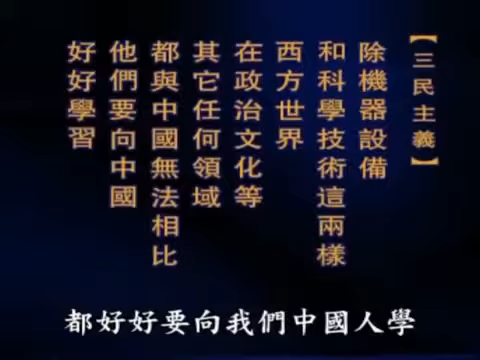 【三民主義】
除機器設備
和科學技術這兩樣
西方世界
在政治文化等
其它任何領域
都與中國無法相比
他們要向中國
好好學習
都好好要向我們中國人學